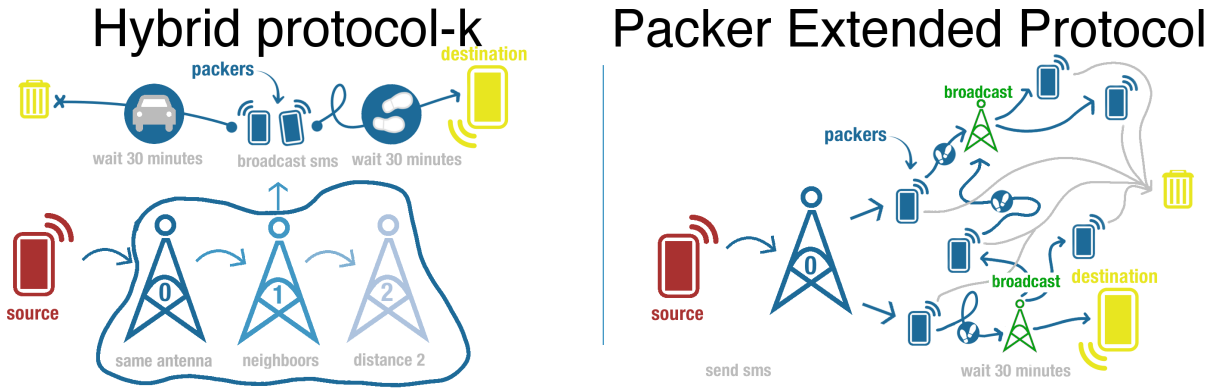 Hybrid protocol-k
destination
packers
wait 30 minutes
broadcast sms
wait 30 minutes
source
0
1
2
same antenna
neighboors
distance 2
Packer Extended Protocol
broadcast
packers
0
source
broadcast
destination
send sms
wait 30 minutes